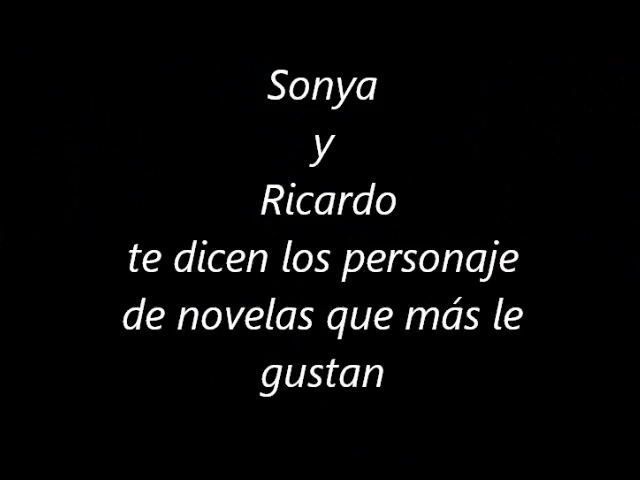 Sonya
y
Ricardo
te dicen los personaje
de novelas que más le
gustan